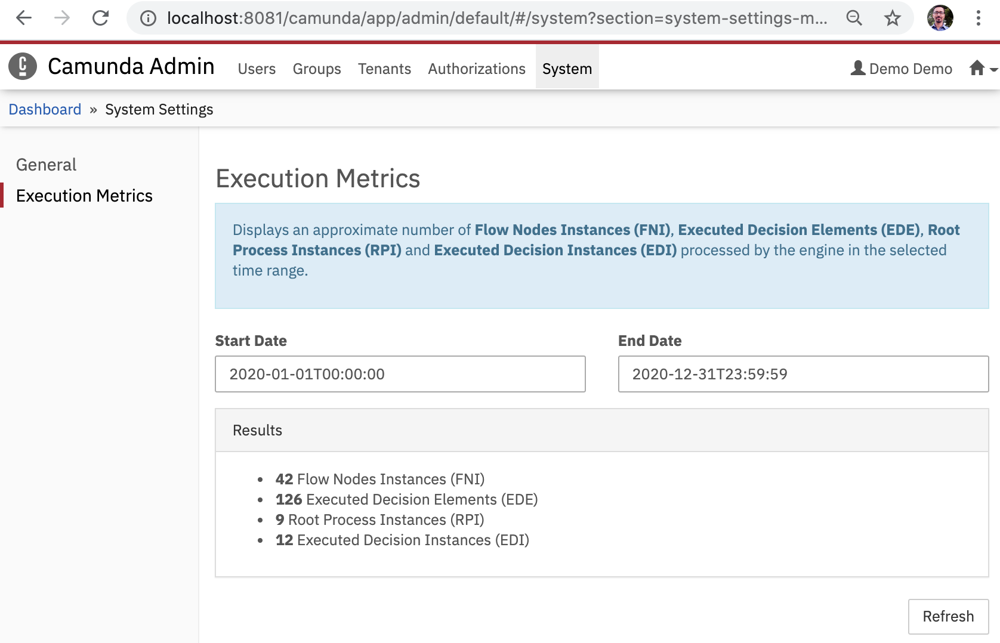 localhost:8081/camunda/app/admin/default/#/system?section=system-settings-m...
Camunda Admin Users Groups Tenants Authorizations System Demo Demo
Dashboard » System Settings
General
Execution Metrics
Execution Metrics
Displays an approximate number of Flow Nodes Instances (FNI), Executed Decision Elements (EDE), Root
Process Instances (RPI) and Executed Decision Instances (EDI) processed by the engine in the selected
time range.
Start Date End Date
2020-01-01T00:00:00 2020-12-31T23:59:59
Results
• 42 Flow Nodes Instances (FNI)
• 126 Executed Decision Elements (EDE)
• 9 Root Process Instances (RPI)
• 12 Executed Decision Instances (EDI)
Refresh